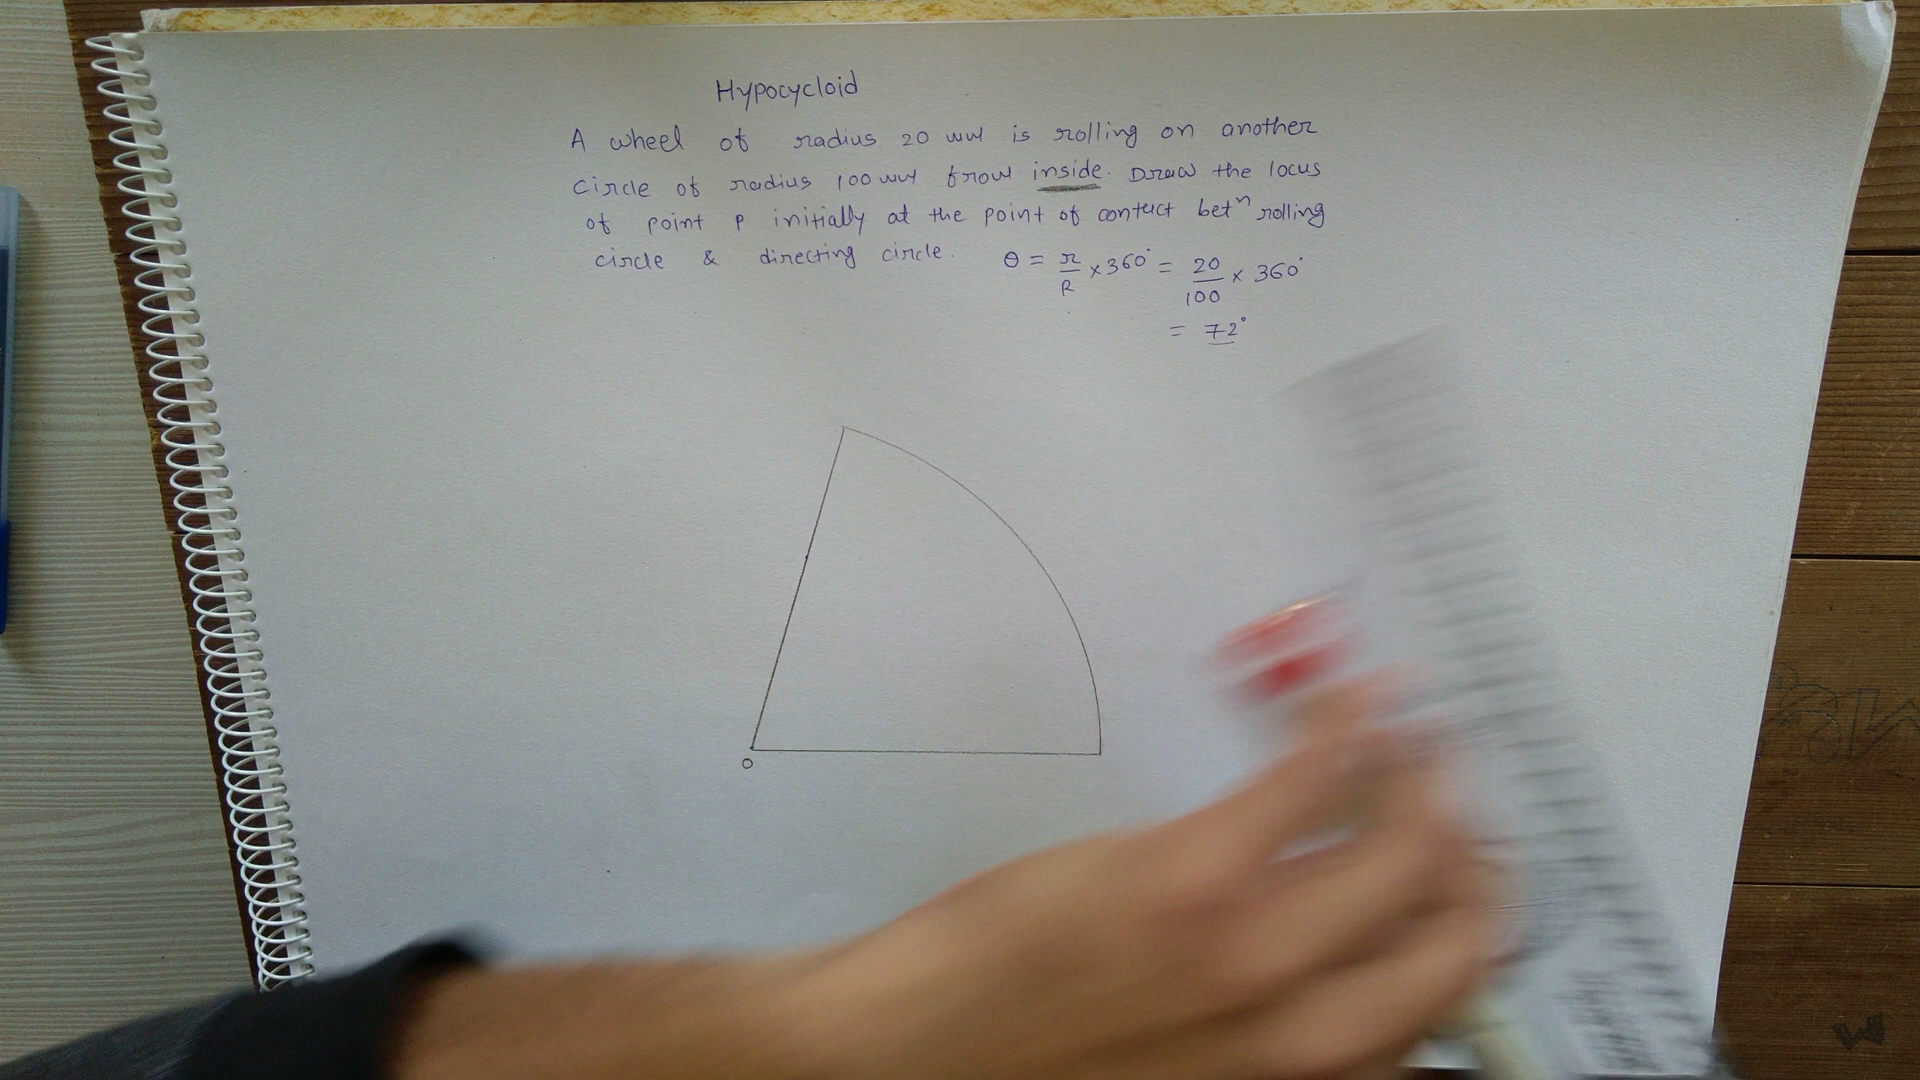 Hypocycloid
A wheel of radius 20 mm is rolling on another
circle of radius 100 mm from inside. Draw the locus
of point P initially at the point of contact betⁿ rolling
circle & directing circle. θ = r/R × 360° = 20/100 × 360°
= 72°
O